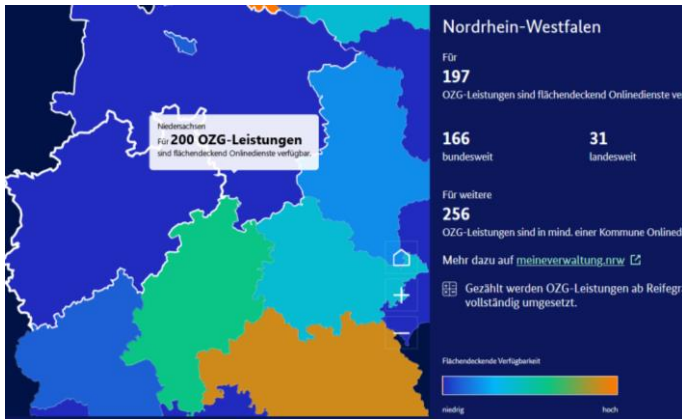 Niedenachsen
Für 200 OZG-Leistungen
sind flächendeckend Onlinedienste verfügbar.
Nordrhein-Westfalen
Für
197
OZG-Leistungen sind flächendeckend Onlinedienste ve
166
bundesweit
31
landesweit
Für weitere
256
OZG-Leistungen sind in mind. einer Kommune Onlined
Mehr dazu auf meineverwaltung.nrw
Gezählt werden OZG-Leistungen ab Reifegra
vollständig umgesetzt.
Flächendeckende Verfügbarkeit
niedrig
hoch